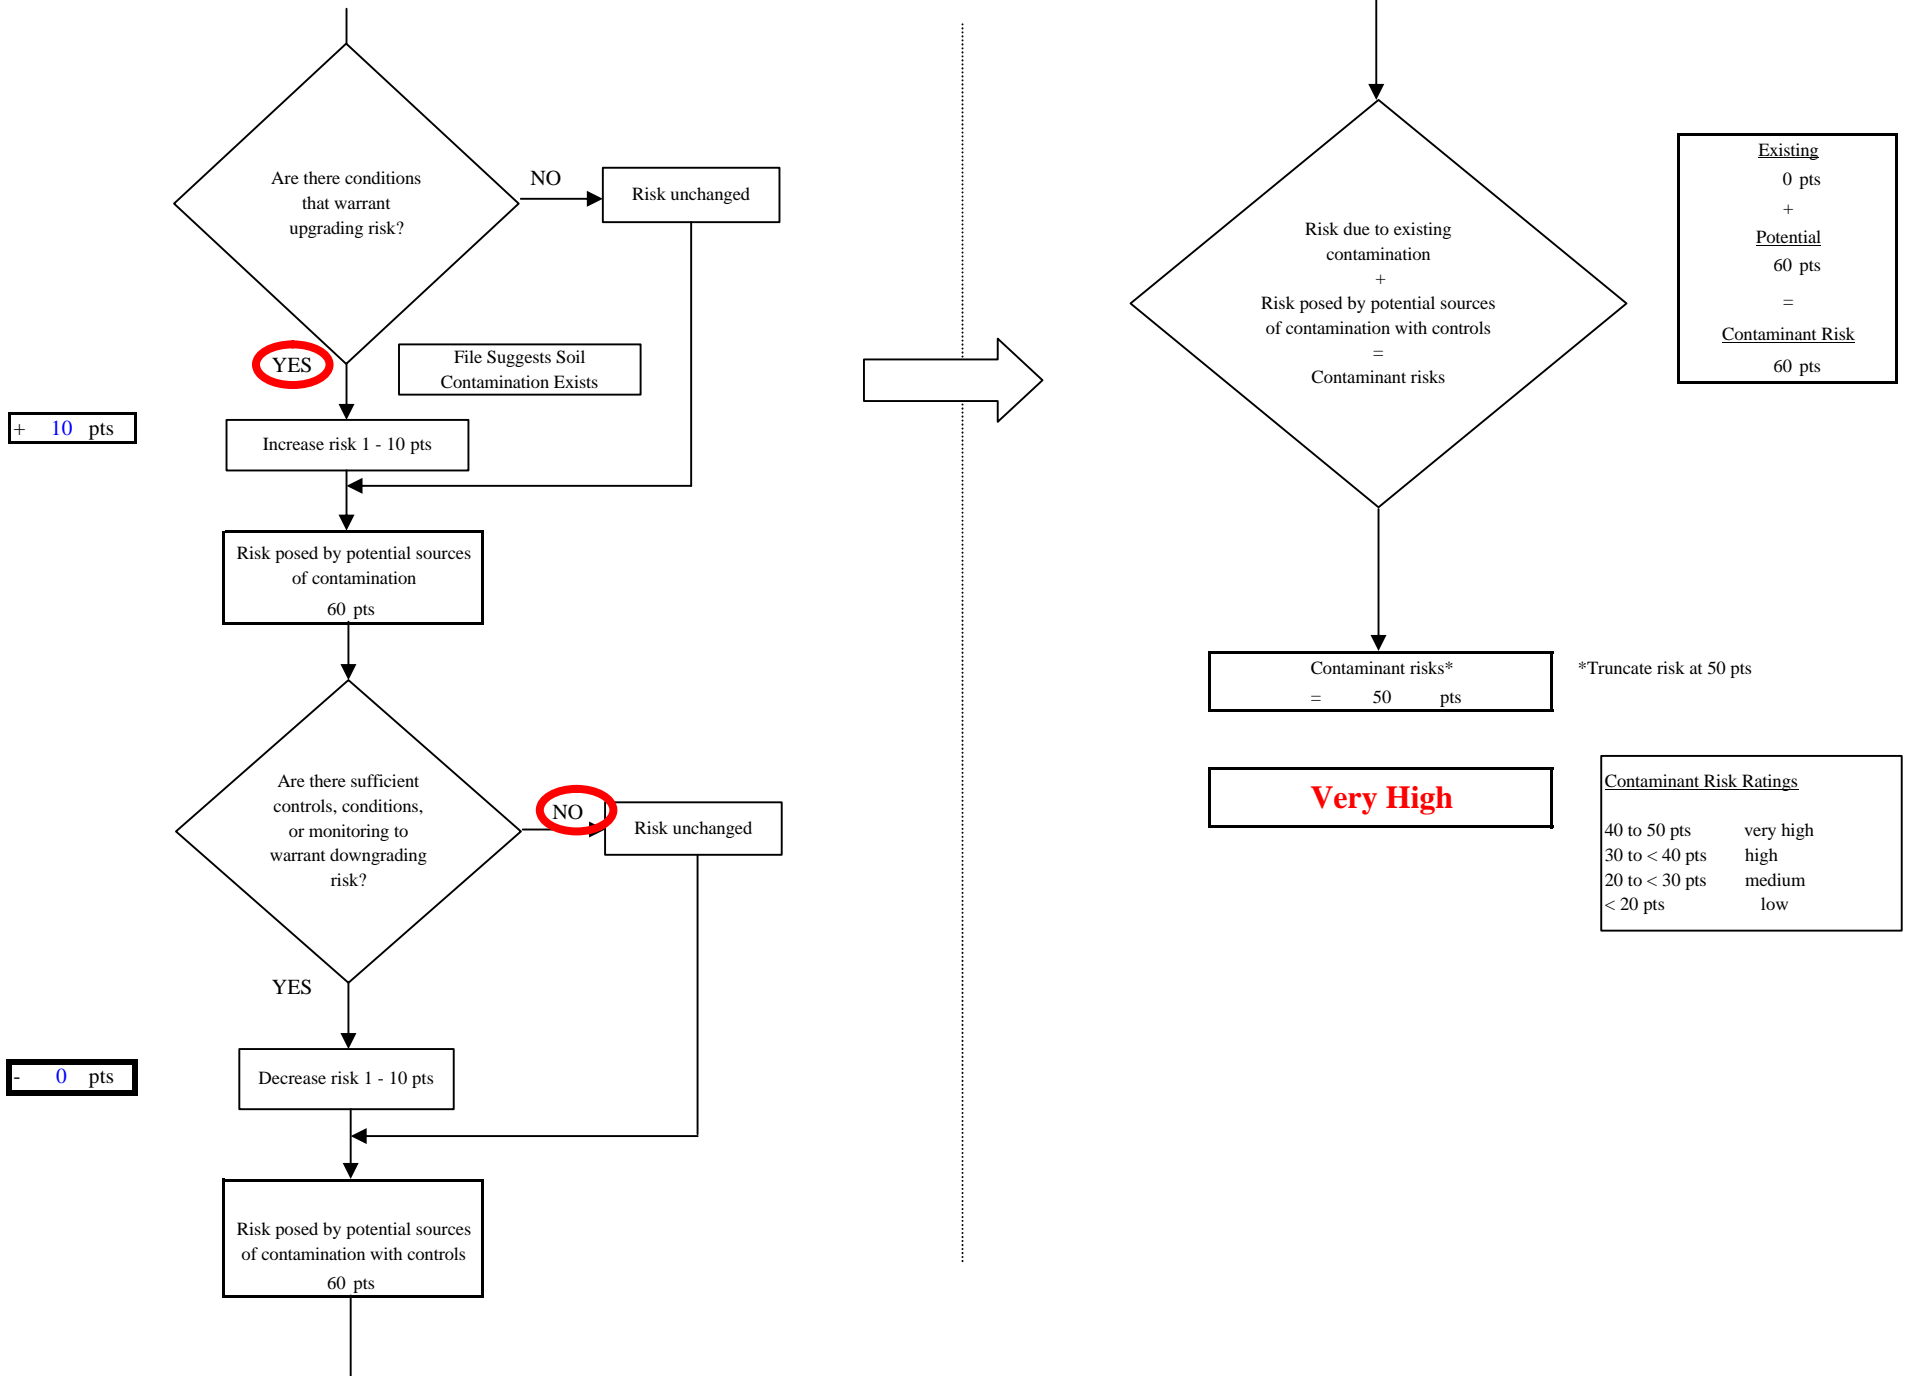 Are there conditions
that warrant
upgrading risk?
NO
Risk unchanged
YES
File Suggests Soil
Contamination Exists
+ 10 pts
Increase risk 1 - 10 pts
Risk posed by potential sources
of contamination
60 pts
Are there sufficient
controls, conditions,
or monitoring to
warrant downgrading
risk?
NO
Risk unchanged
YES
- 0 pts
Decrease risk 1 - 10 pts
Risk posed by potential sources
of contamination with controls
60 pts
Risk due to existing
contamination
+
Risk posed by potential sources
of contamination with controls
=
Contaminant risks
Existing
0 pts
+
Potential
60 pts
=
Contaminant Risk
60 pts
Contaminant risks*
= 50 pts
*Truncate risk at 50 pts
Very High
Contaminant Risk Ratings
40 to 50 pts very high
30 to < 40 pts high
20 to < 30 pts medium
< 20 pts low